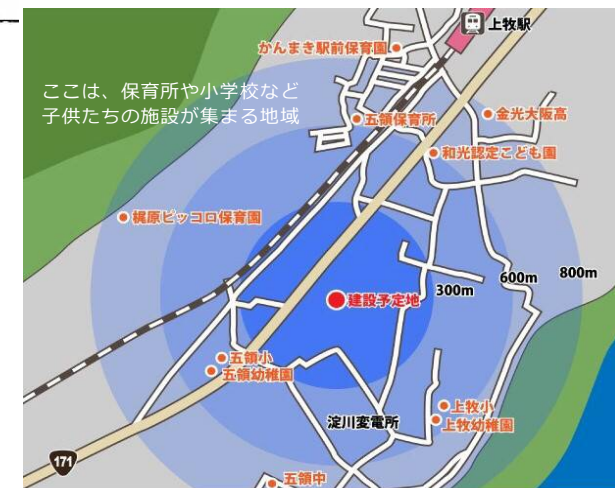 上牧駅
かんまき駅前保育園
ここは、保育所や小学校など
子供たちの施設が集まる地域
五領保育所
金光大阪高
和光認定こども園
梶原ピッコロ保育園
建設予定地
300m
600m
800m
五領小
五領幼稚園
上牧小
上牧幼稚園
淀川変電所
171
五領中